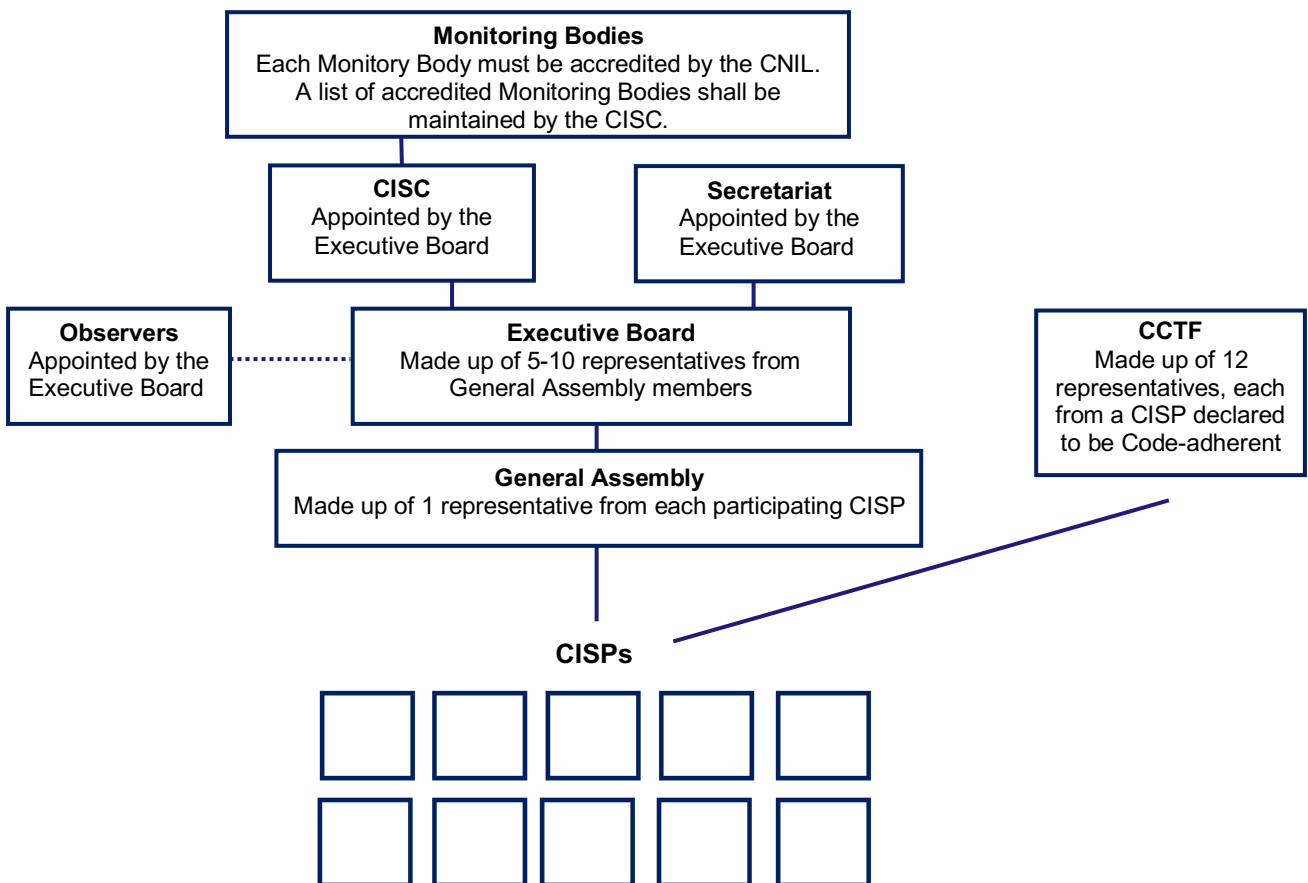 Monitoring Bodies
Each Monitory Body must be accredited by the CNIL.
A list of accredited Monitoring Bodies shall be
maintained by the CISC.
CISC
Appointed by the
Executive Board
Secretariat
Appointed by the
Executive Board
Observers
Appointed by the
Executive Board
Executive Board
Made up of 5-10 representatives from
General Assembly members
CCTF
Made up of 12
representatives, each
from a CISP declared
to be Code-adherent
General Assembly
Made up of 1 representative from each participating CISP
CISPs